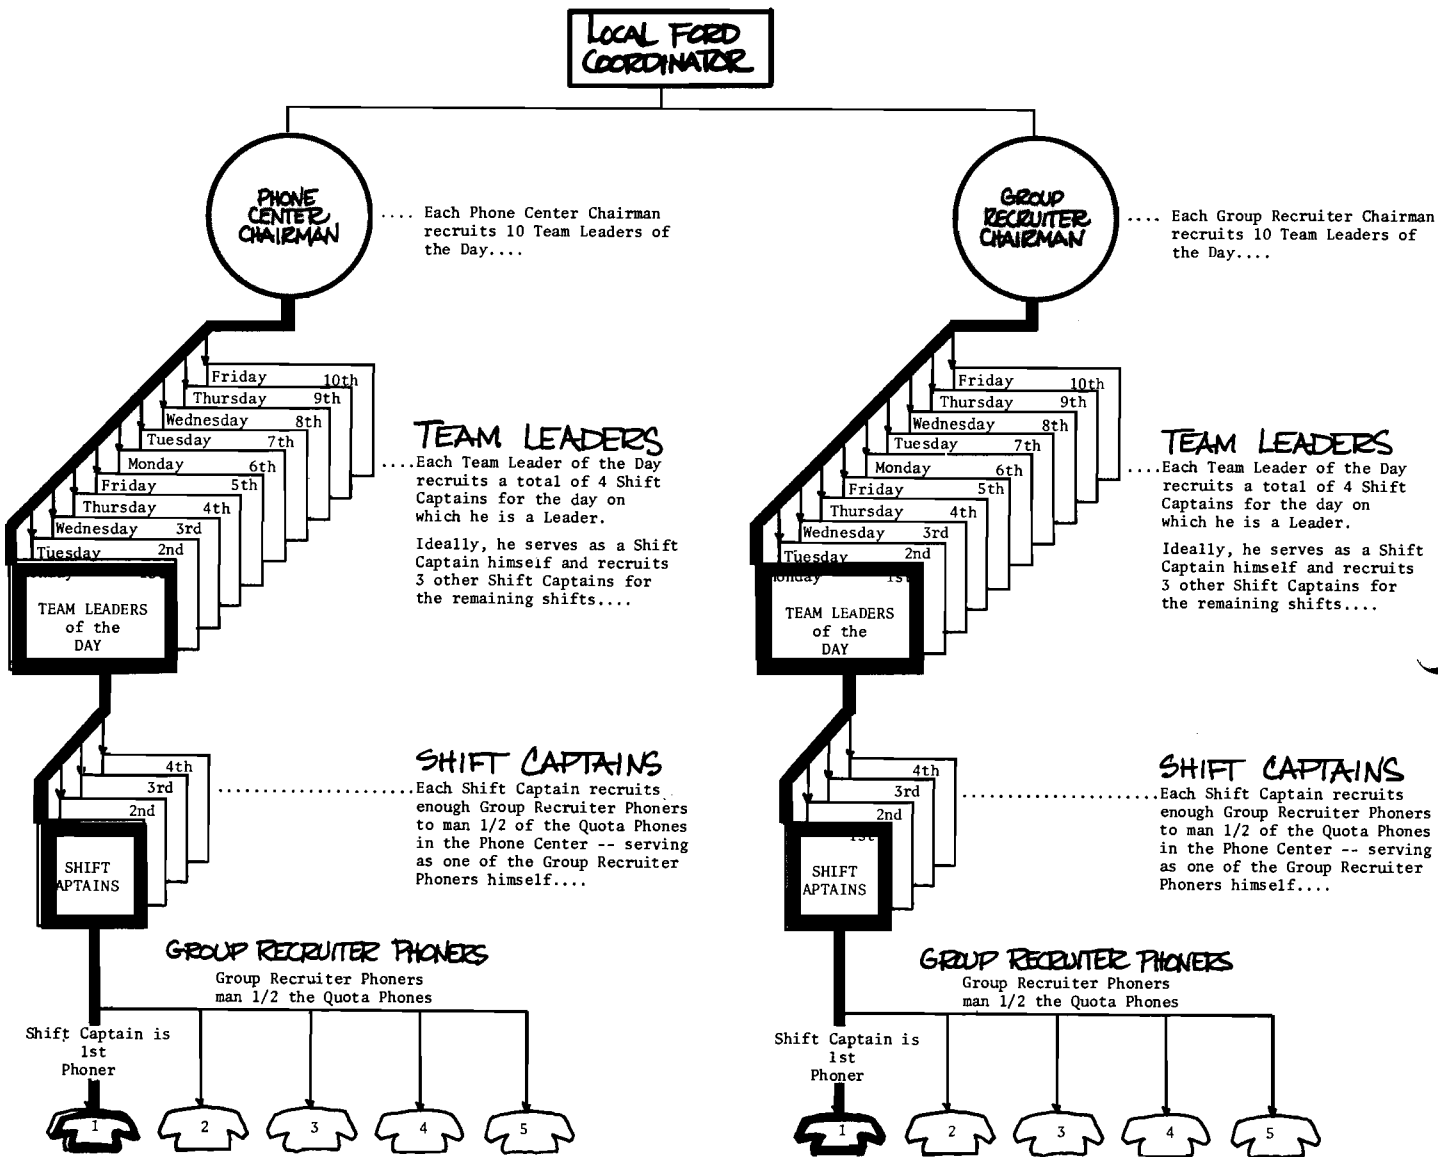 LOCAL FORD
COORDINATOR
PHONE
CENTER
CHAIRMAN
.... Each Phone Center Chairman
recruits 10 Team Leaders of
the Day....
Friday 10th
Thursday 9th
Wednesday 8th
Tuesday 7th
Monday 6th
Friday 5th
Thursday 4th
Wednesday 3rd
Tuesday 2nd
TEAM LEADERS
of the
DAY
TEAM LEADERS
....Each Team Leader of the Day
recruits a total of 4 Shift
Captains for the day on
which he is a Leader.
Ideally, he serves as a Shift
Captain himself and recruits
3 other Shift Captains for
the remaining shifts....
4th
3rd
2nd
SHIFT
APTAINS
SHIFT CAPTAINS
....................Each Shift Captain recruits
enough Group Recruiter Phoners
to man 1/2 of the Quota Phones
in the Phone Center -- serving
as one of the Group Recruiter
Phoners himself....
GROUP RECRUITER PHONERS
Group Recruiter Phoners
man 1/2 the Quota Phones
Shift Captain is
1st
Phoner
1 2 3 4 5
GROUP
RECRUITER
CHAIRMAN
.... Each Group Recruiter Chairman
recruits 10 Team Leaders of
the Day....
Friday 10th
Thursday 9th
Wednesday 8th
Tuesday 7th
Monday 6th
Friday 5th
Thursday 4th
Wednesday 3rd
Tuesday 2nd
onday 1st
TEAM LEADERS
of the
DAY
TEAM LEADERS
....Each Team Leader of the Day
recruits a total of 4 Shift
Captains for the day on
which he is a Leader.
Ideally, he serves as a Shift
Captain himself and recruits
3 other Shift Captains for
the remaining shifts....
4th
3rd
2nd
1st
SHIFT
APTAINS
SHIFT CAPTAINS
....................Each Shift Captain recruits
enough Group Recruiter Phoners
to man 1/2 of the Quota Phones
in the Phone Center -- serving
as one of the Group Recruiter
Phoners himself....
GROUP RECRUITER PHONERS
Group Recruiter Phoners
man 1/2 the Quota Phones
Shift Captain is
1st
Phoner
1 2 3 4 5